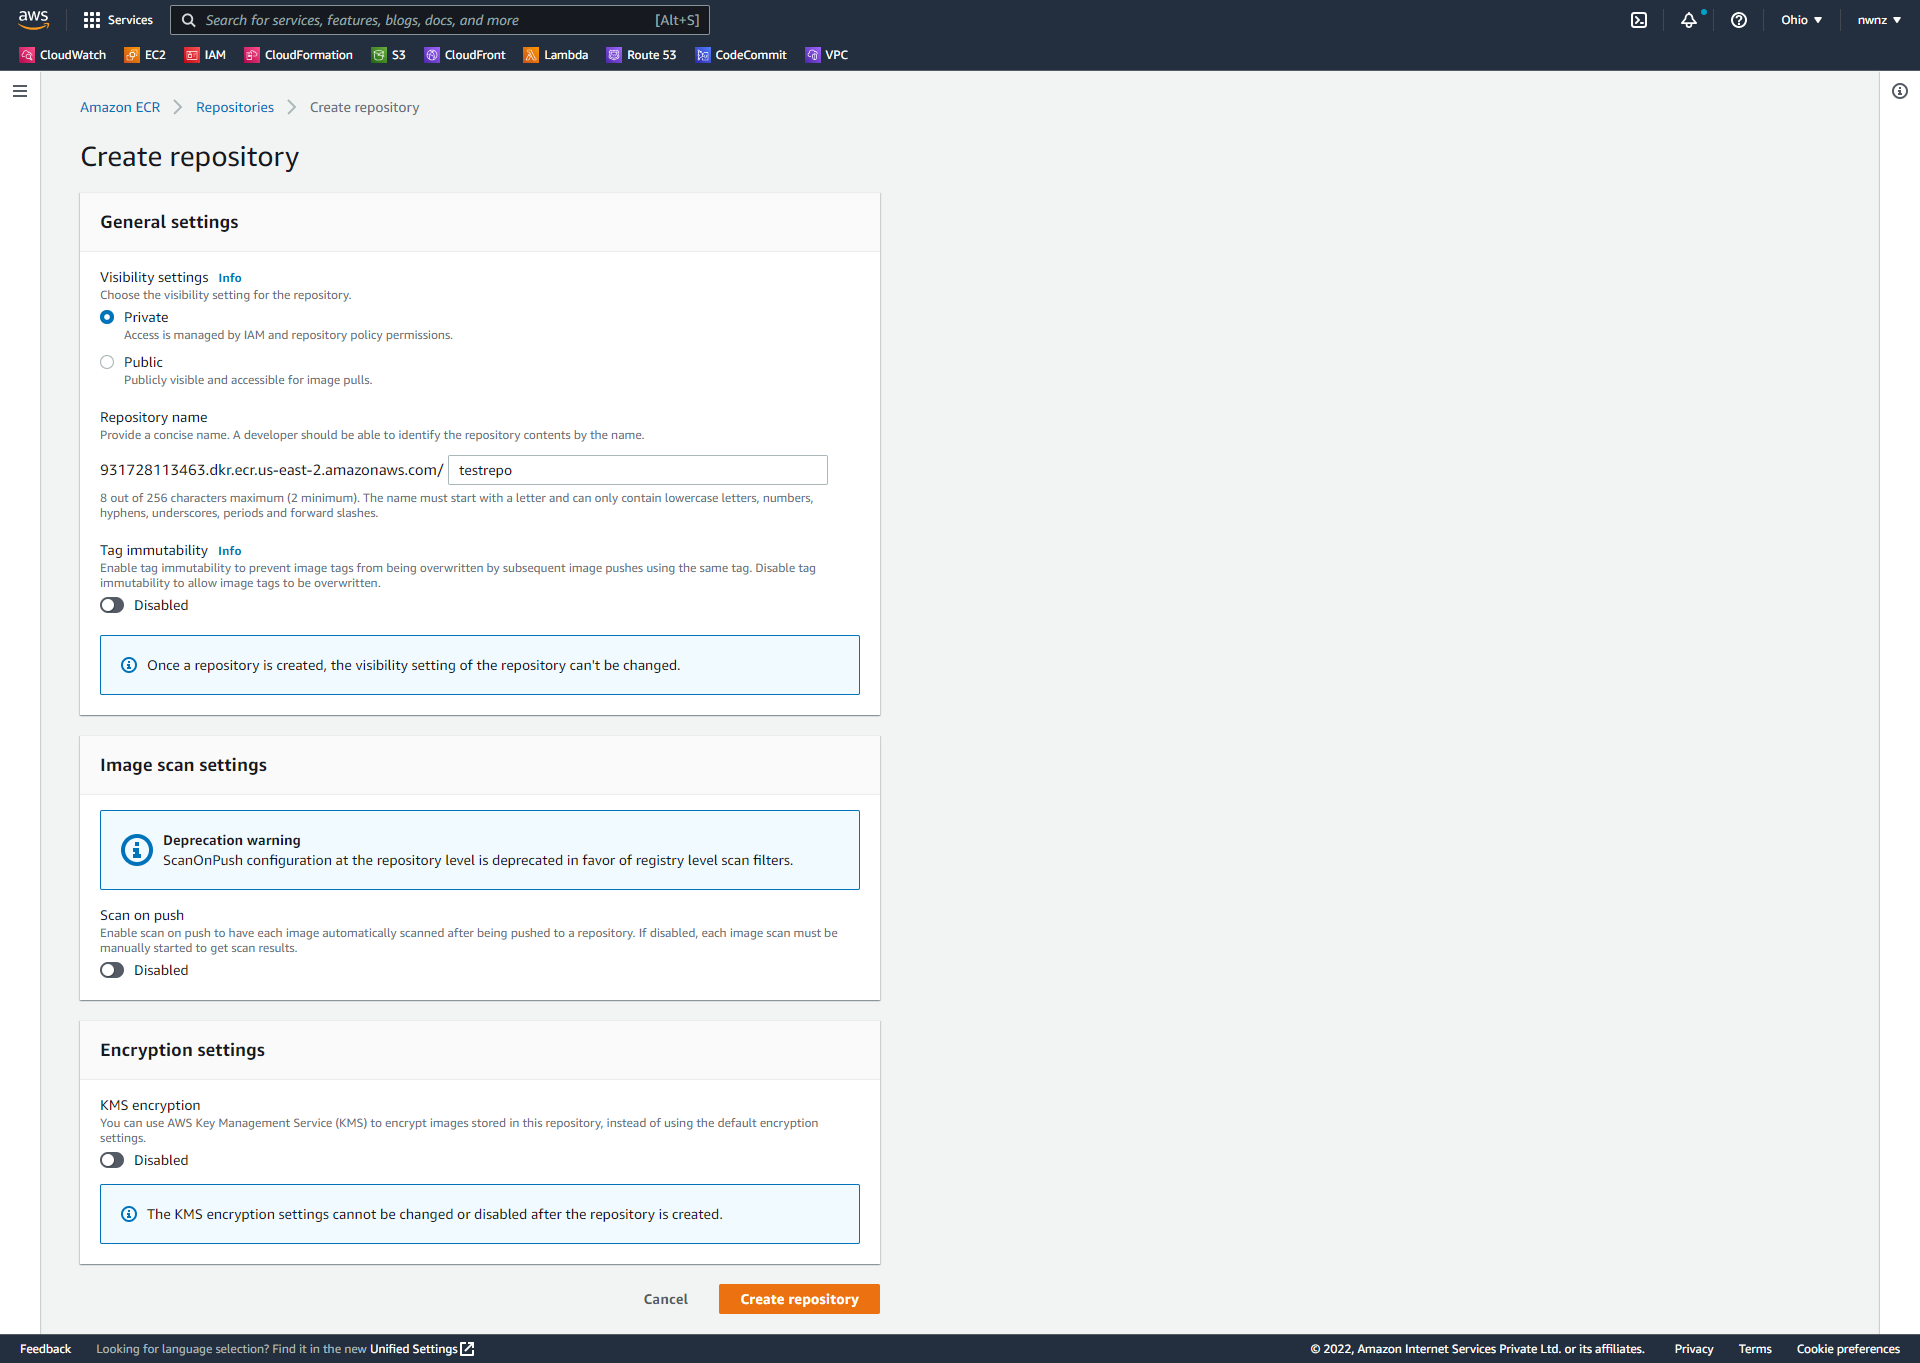 aws
Services
Search for services, features, blogs, docs, and more [Alt+S]
Ohio ▼
nwnz ▼
CloudWatch EC2 IAM CloudFormation S3 CloudFront Lambda Route 53 CodeCommit VPC
Amazon ECR Repositories Create repository
Create repository
General settings
Visibility settings Info
Choose the visibility setting for the repository.
Private
Access is managed by IAM and repository policy permissions.
Public
Publicly visible and accessible for image pulls.
Repository name
Provide a concise name. A developer should be able to identify the repository contents by the name.
931728113463.dkr.ecr.us-east-2.amazonaws.com/ testrepo
8 out of 256 characters maximum (2 minimum). The name must start with a letter and can only contain lowercase letters, numbers,
hyphens, underscores, periods and forward slashes.
Tag immutability Info
Enable tag immutability to prevent image tags from being overwritten by subsequent image pushes using the same tag. Disable tag
immutability to allow image tags to be overwritten.
Disabled
Once a repository is created, the visibility setting of the repository can't be changed.
Image scan settings
Deprecation warning
ScanOnPush configuration at the repository level is deprecated in favor of registry level scan filters.
Scan on push
Enable scan on push to have each image automatically scanned after being pushed to a repository. If disabled, each image scan must be
manually started to get scan results.
Disabled
Encryption settings
KMS encryption
You can use AWS Key Management Service (KMS) to encrypt images stored in this repository, instead of using the default encryption
settings.
Disabled
The KMS encryption settings cannot be changed or disabled after the repository is created.
Cancel Create repository
Feedback Looking for language selection? Find it in the new Unified Settings © 2022, Amazon Internet Services Private Ltd. or its affiliates. Privacy Terms Cookie preferences